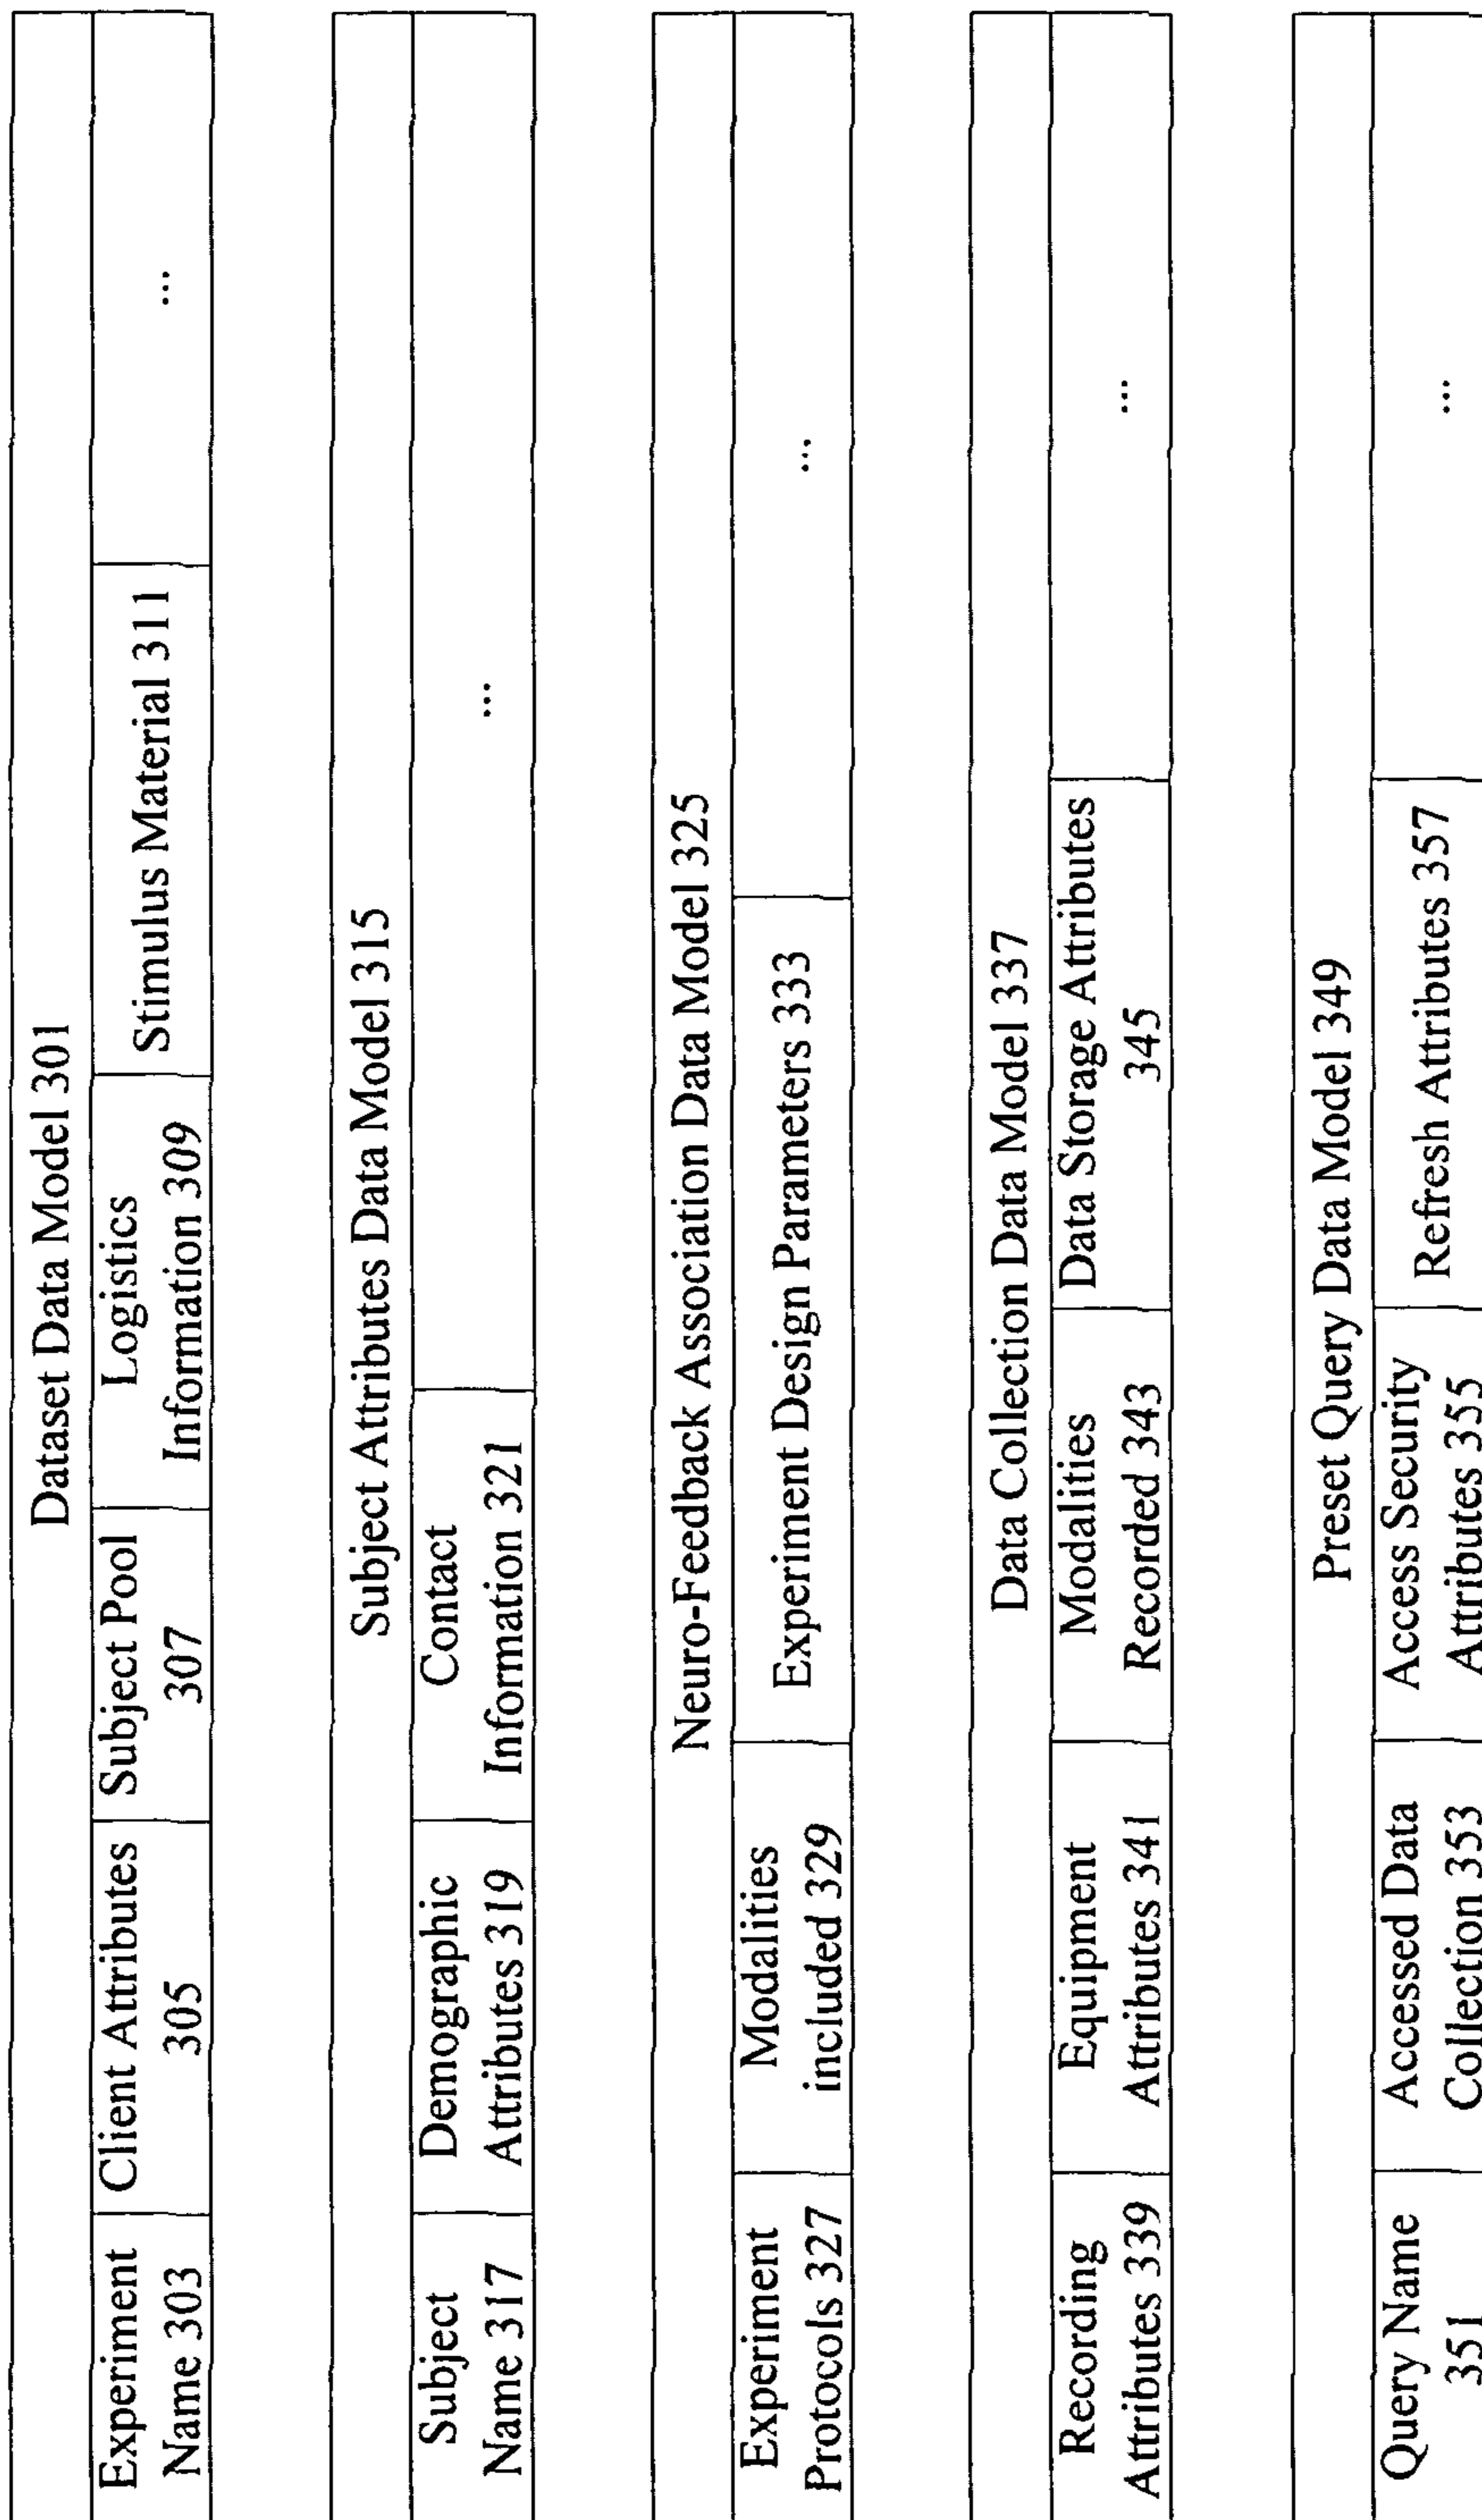 Dataset Data Model 301
Experiment
Name 303
Client Attributes
305
Subject Pool
307
Logistics
Information 309
Stimulus Material 311
...
Subject Attributes Data Model 315
Subject
Name 317
Demographic
Attributes 319
Contact
Information 321
...
Neuro-Feedback Association Data Model 325
Experiment
Protocols 327
Modalities
included 329
Experiment Design Parameters 333
...
Data Collection Data Model 337
Recording
Attributes 339
Equipment
Attributes 341
Modalities
Recorded 343
Data Storage Attributes
345
...
Preset Query Data Model 349
Query Name
351
Accessed Data
Collection 353
Access Security
Attributes 355
Refresh Attributes 357
...